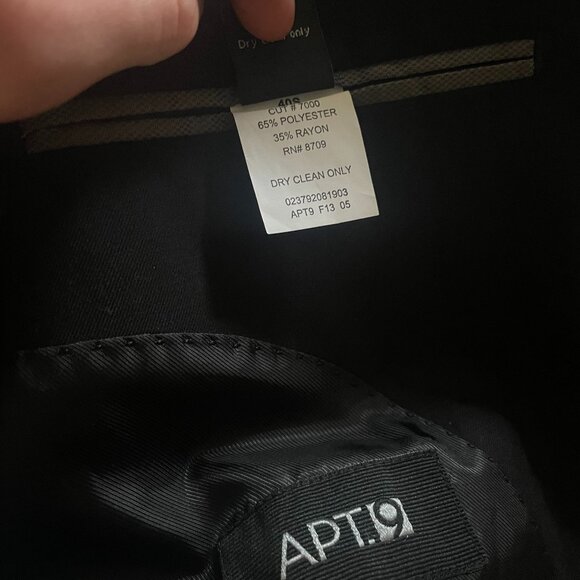 Dry Clean only
40S
CUT # 7000
65% POLYESTER
35% RAYON
RN# 8709
DRY CLEAN ONLY
023792081903
APT9 F13 05
APT.9